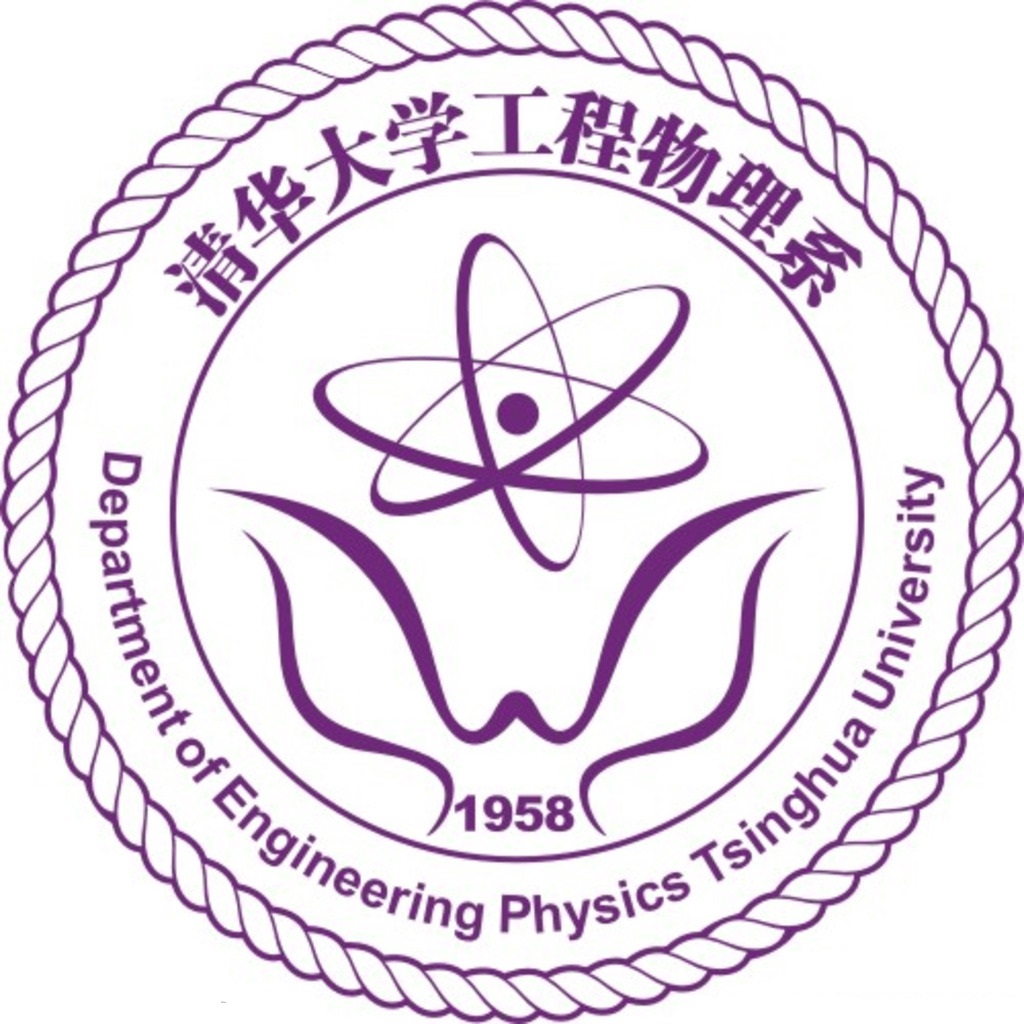 清华大学工程物理系
1958
Department of Engineering Physics Tsinghua University